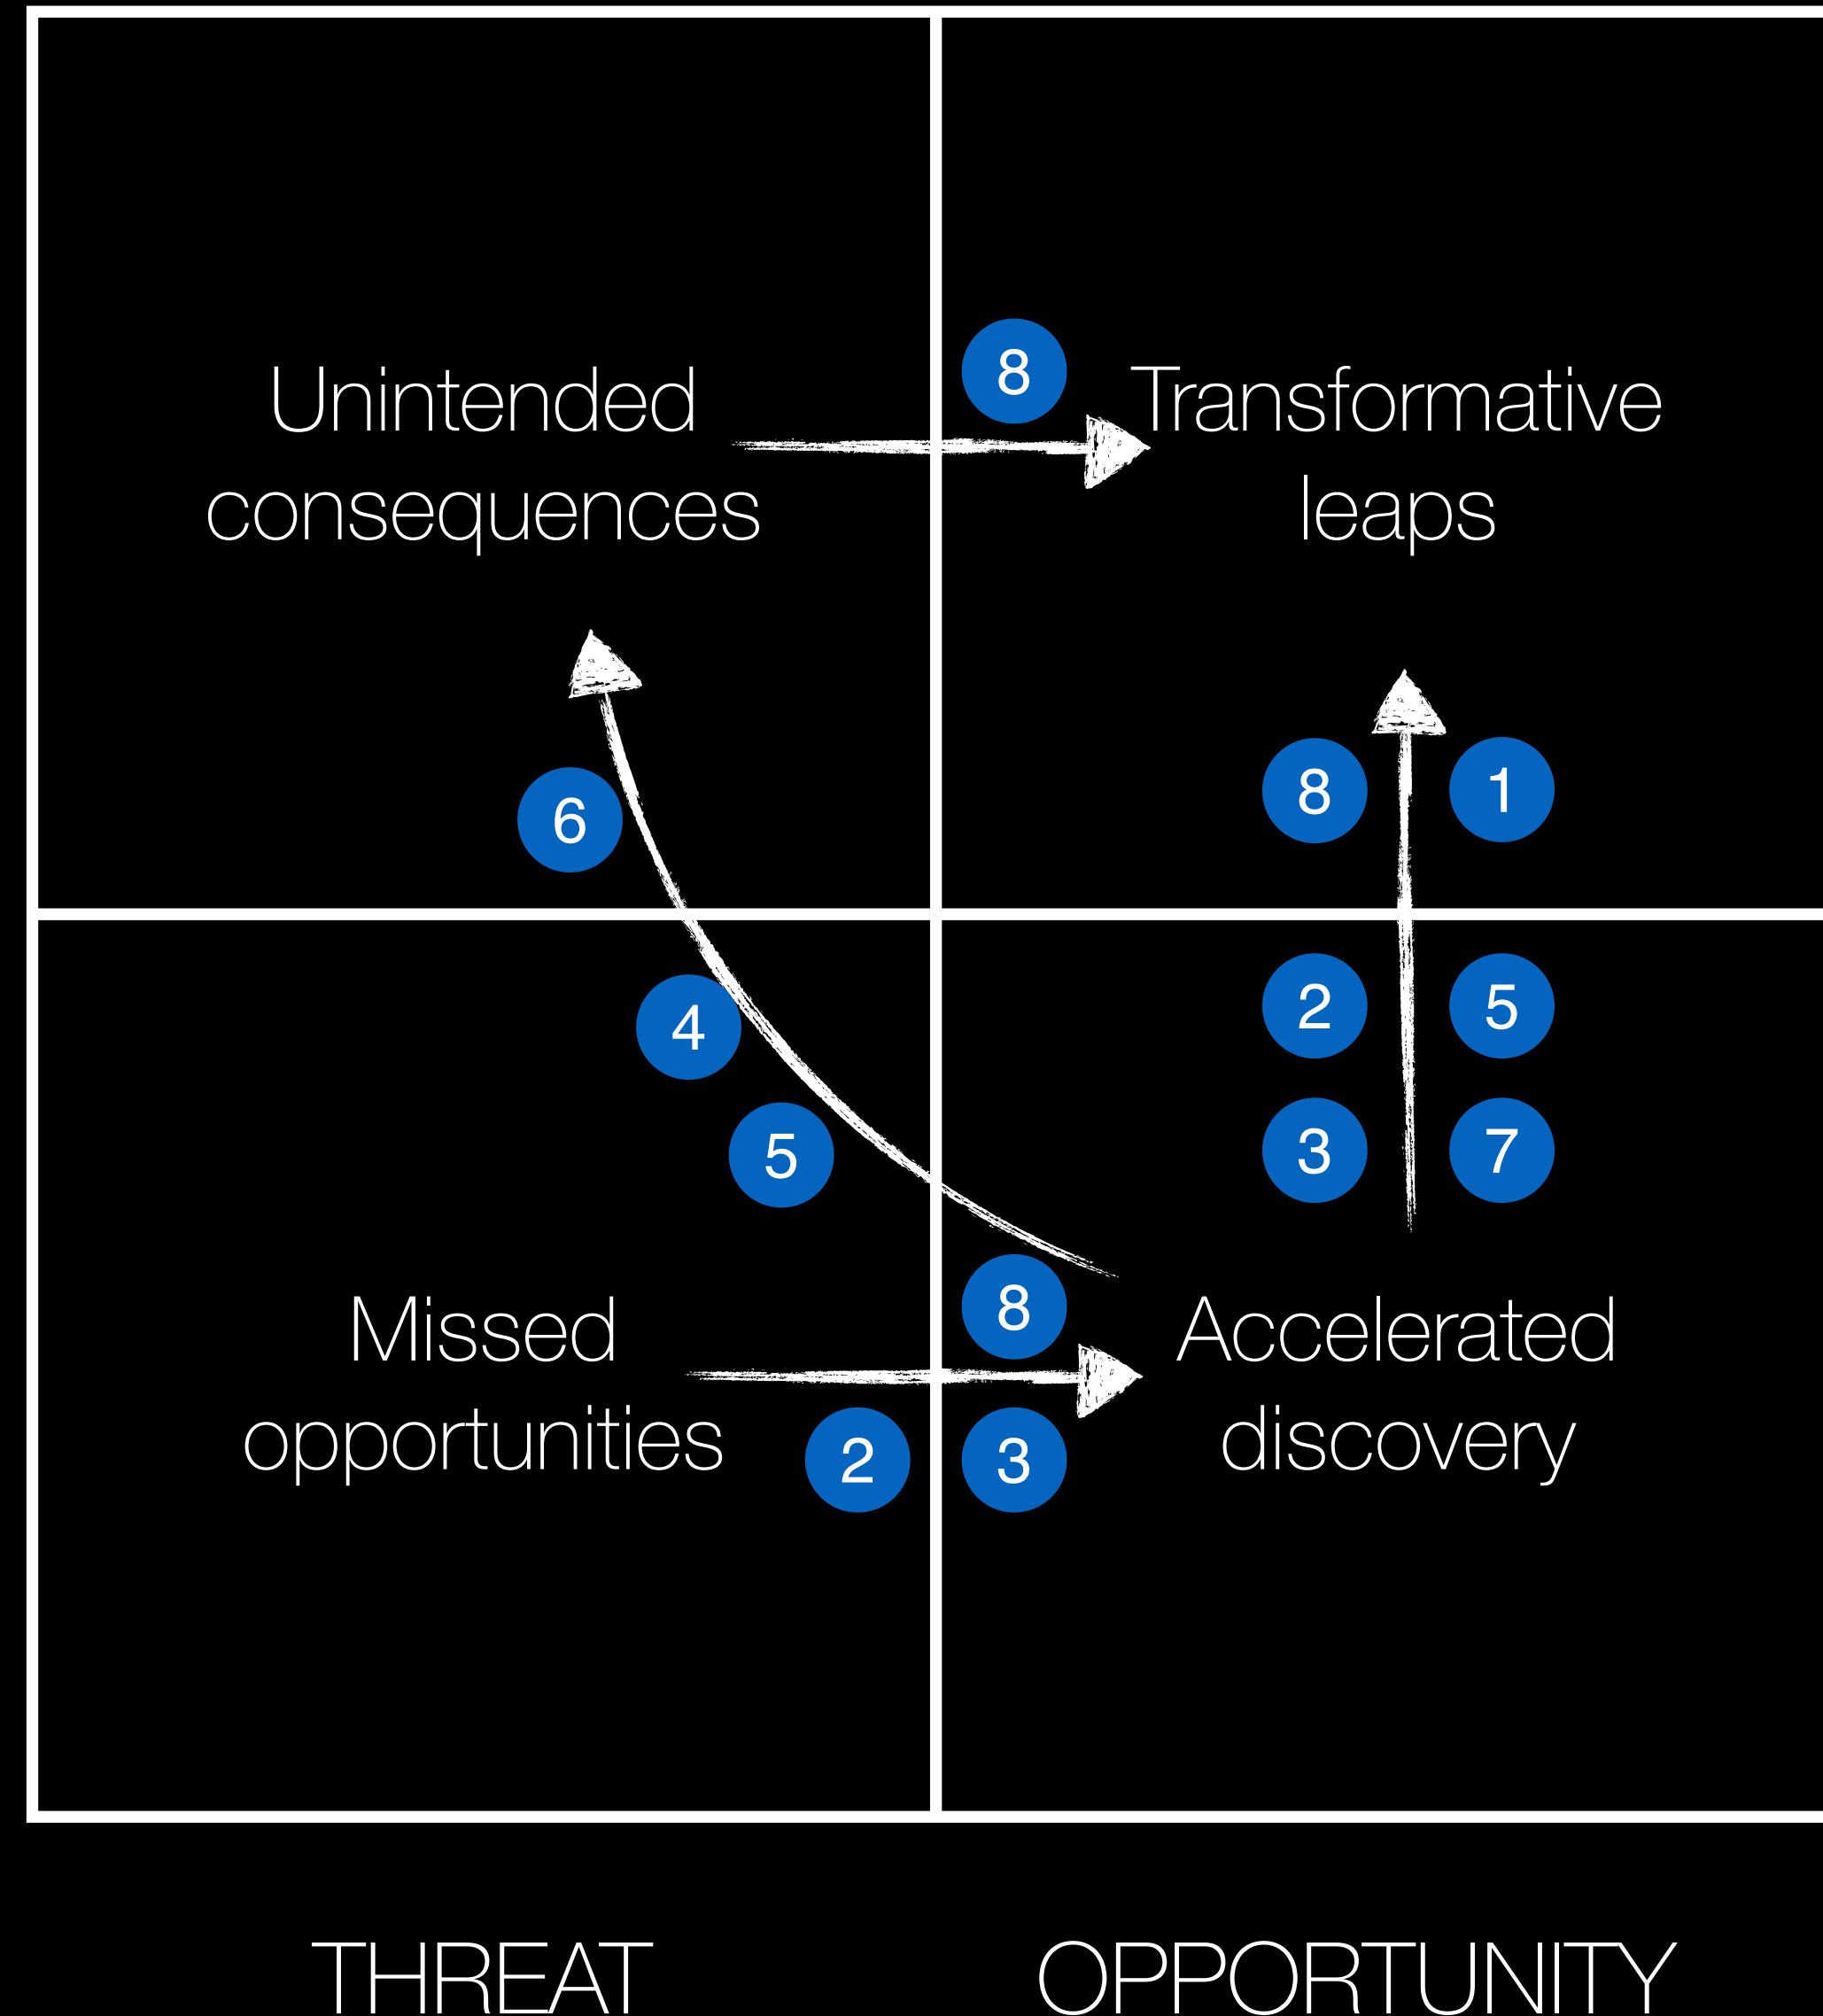 8
Unintended
consequences
Transformative
leaps
6
8 1
4
2 5
5
3 7
8
Missed
opportunities
Accelerated
discovery
2 3
THREAT
OPPORTUNITY